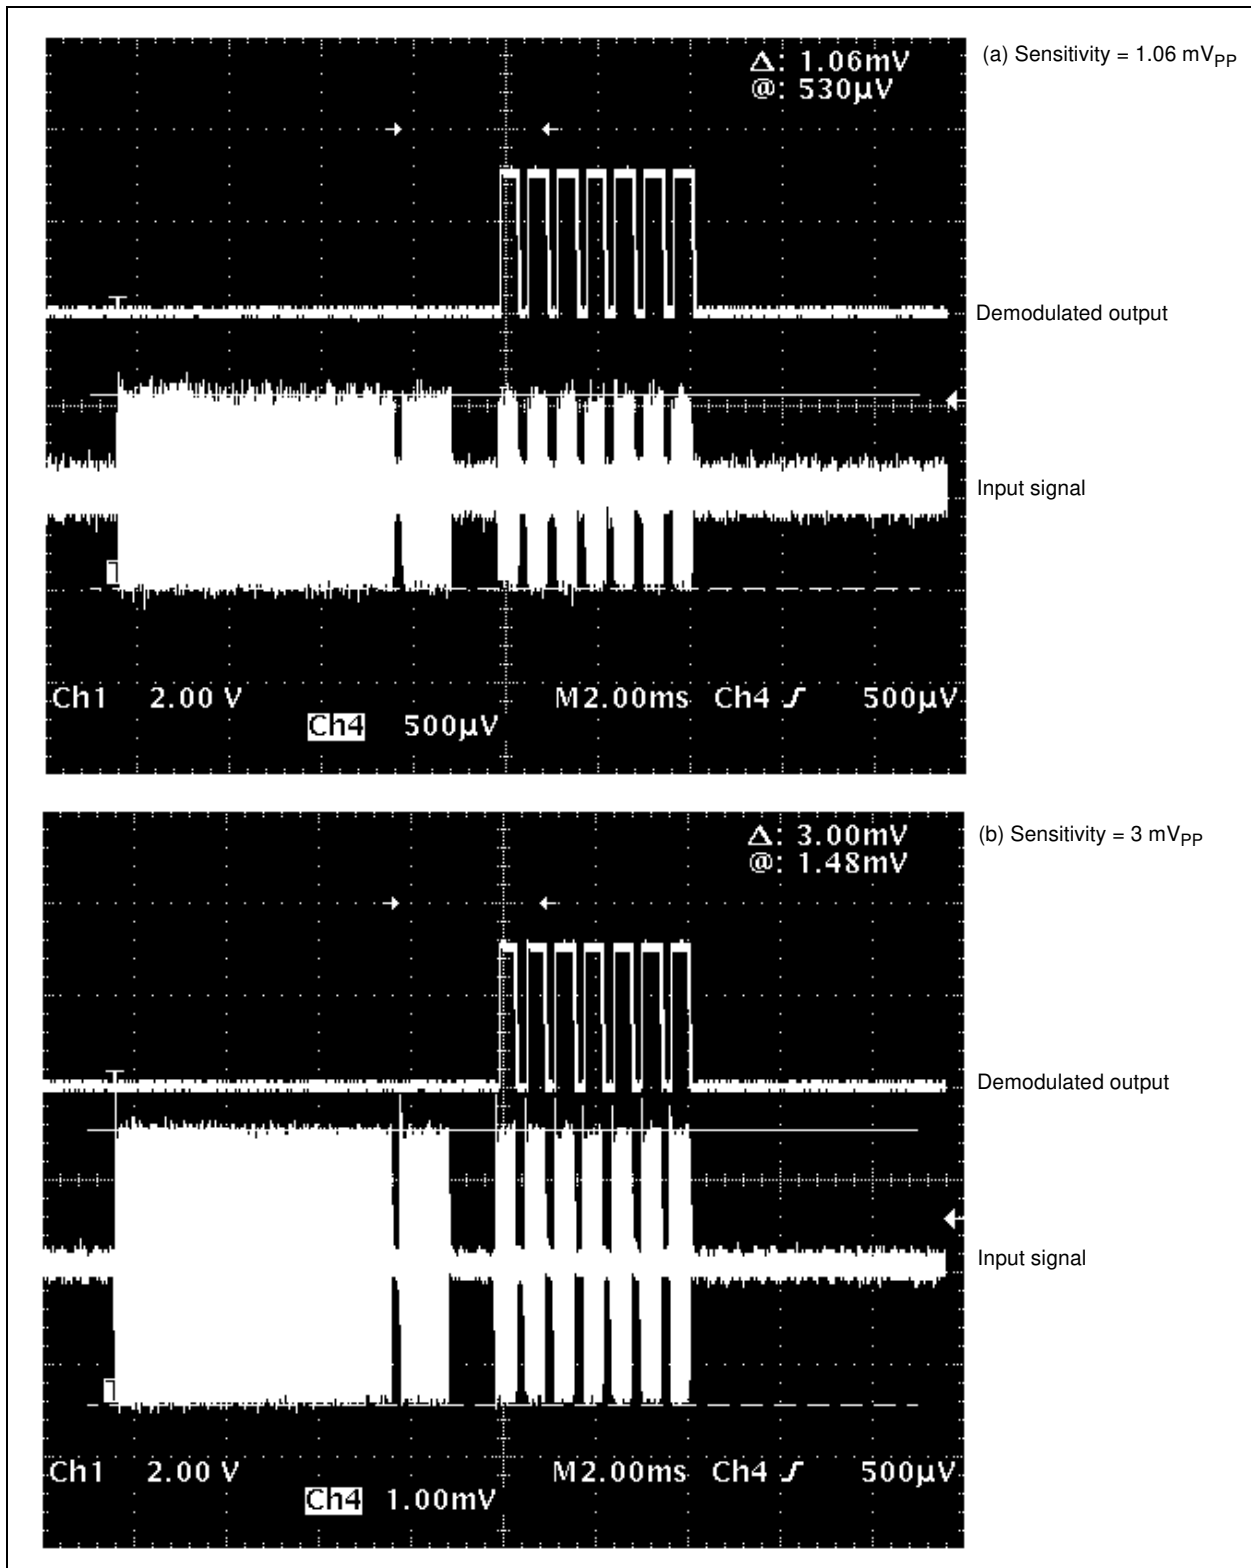 Δ: 1.06mV
@: 530μV
(a) Sensitivity = 1.06 mVPP
Demodulated output
Input signal
Ch1 2.00 V M2.00ms Ch4 ƒ 500μV
Ch4 500μV
Δ: 3.00mV
@: 1.48mV
(b) Sensitivity = 3 mVPP
Demodulated output
Input signal
Ch1 2.00 V M2.00ms Ch4 ƒ 500μV
Ch4 1.00mV